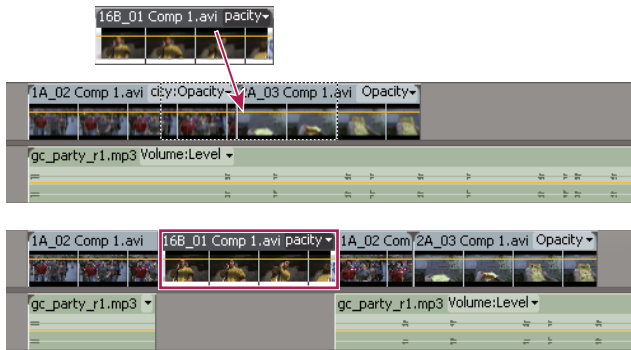 16B_01 Comp 1.avi pacity
1A_02 Comp 1.avi city:Opacity 2A_03 Comp 1.avi Opacity
gc_party_r1.mp3 Volume:Level
1A_02 Comp 1.avi 16B_01 Comp 1.avi pacity 1A_02 Com 2A_03 Comp 1.avi Opacity
gc_party_r1.mp3 gc_party_r1.mp3 Volume:Level